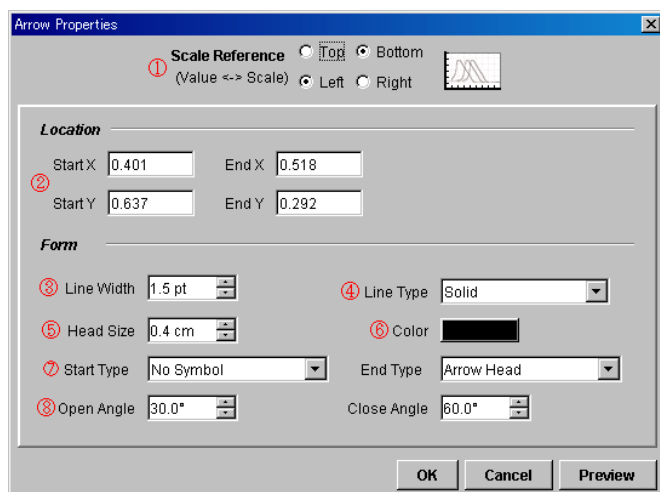 Arrow Properties
① Scale Reference Top Bottom
(Value <-> Scale) Left Right
Location
② Start X 0.401 End X 0.518
Start Y 0.637 End Y 0.292
Form
③ Line Width 1.5 pt ④ Line Type Solid
⑤ Head Size 0.4 cm ⑥ Color
⑦ Start Type No Symbol End Type Arrow Head
⑧ Open Angle 30.0° Close Angle 60.0°
OK Cancel Preview